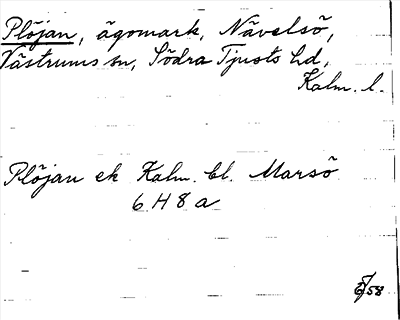 Plöjan, ägomark, Nävelsö,
Västrums sn, Södra Tjusts hd,
Kalm. l.
Plöjan ek Kalm. bl. Marsö
6 H 8 a
58